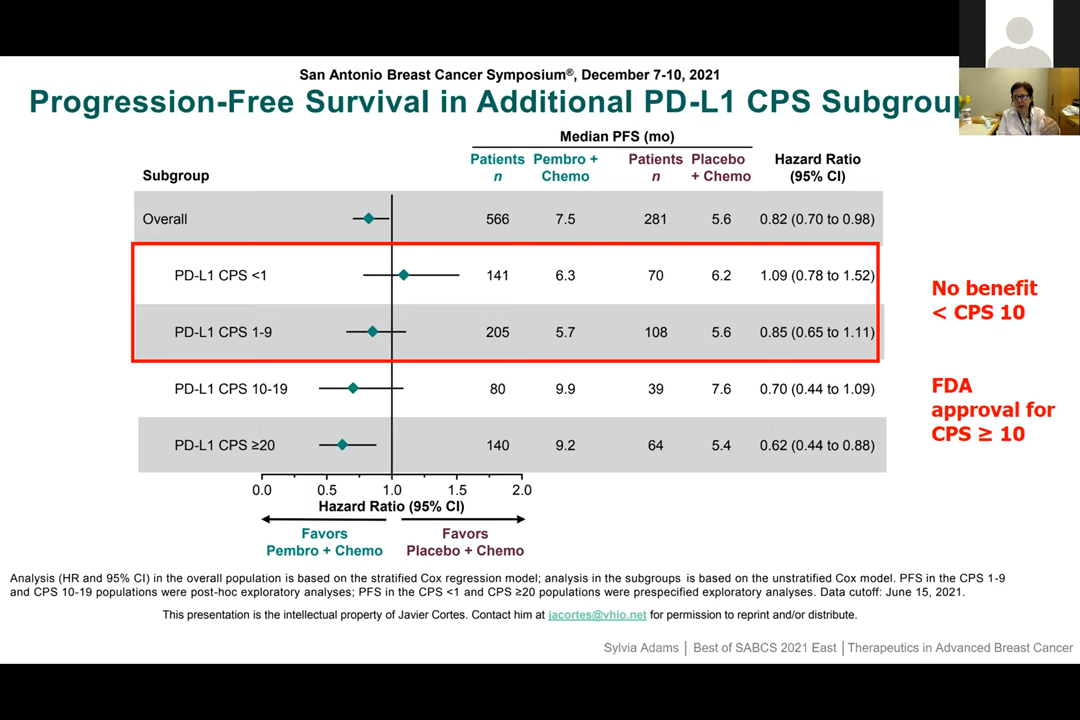 San Antonio Breast Cancer Symposium®, December 7-10, 2021
Progression-Free Survival in Additional PD-L1 CPS Subgroup
Median PFS (mo)
Subgroup
Patients n
Pembro + Chemo
Patients n
Placebo + Chemo
Hazard Ratio (95% CI)
Overall 566 7.5 281 5.6 0.82 (0.70 to 0.98)
PD-L1 CPS <1 141 6.3 70 6.2 1.09 (0.78 to 1.52)
PD-L1 CPS 1-9 205 5.7 108 5.6 0.85 (0.65 to 1.11)
PD-L1 CPS 10-19 80 9.9 39 7.6 0.70 (0.44 to 1.09)
PD-L1 CPS ≥20 140 9.2 64 5.4 0.62 (0.44 to 0.88)
No benefit
< CPS 10
FDA
approval for
CPS ≥ 10
0.0 0.5 1.0 1.5 2.0
Hazard Ratio (95% CI)
Favors
Pembro + Chemo
Favors
Placebo + Chemo
Analysis (HR and 95% CI) in the overall population is based on the stratified Cox regression model; analysis in the subgroups is based on the unstratified Cox model. PFS in the CPS 1-9
and CPS 10-19 populations were post-hoc exploratory analyses; PFS in the CPS <1 and CPS ≥20 populations were prespecified exploratory analyses. Data cutoff: June 15, 2021.
This presentation is the intellectual property of Javier Cortes. Contact him at jacortes@vhio.net for permission to reprint and/or distribute.
Sylvia Adams | Best of SABCS 2021 East | Therapeutics in Advanced Breast Cancer